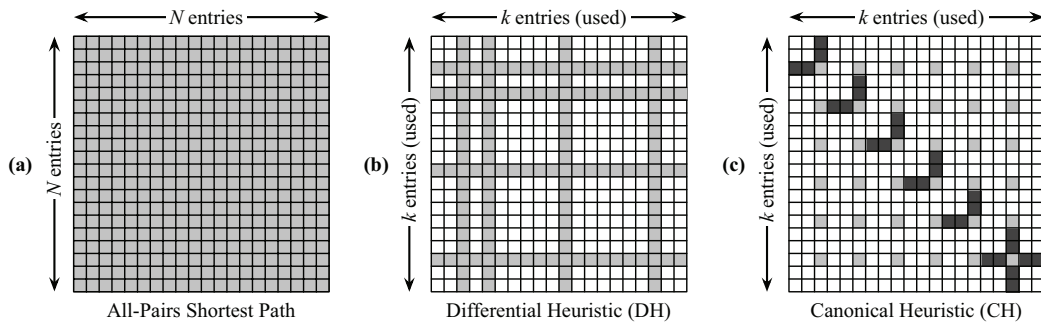 N entries
(a)
N entries
All-Pairs Shortest Path
k entries (used)
(b)
k entries (used)
Differential Heuristic (DH)
k entries (used)
(c)
k entries (used)
Canonical Heuristic (CH)